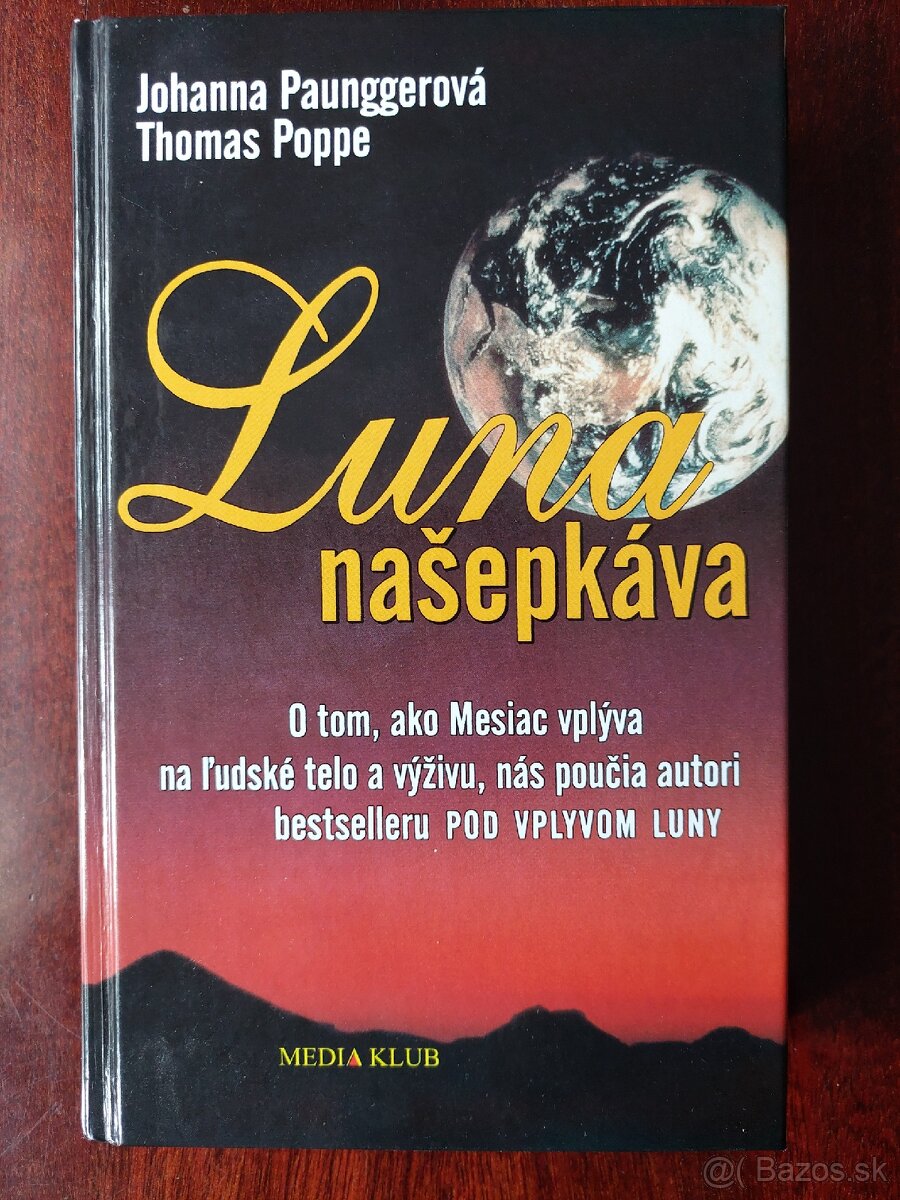 Johanna Paunggerová
Thomas Poppe
Luna
našepkáva
O tom, ako Mesiac vplýva
na ľudské telo a výživu, nás poučia autori
bestselleru POD VPLYVOM LUNY
MEDIA KLUB
@( Bazos.sk